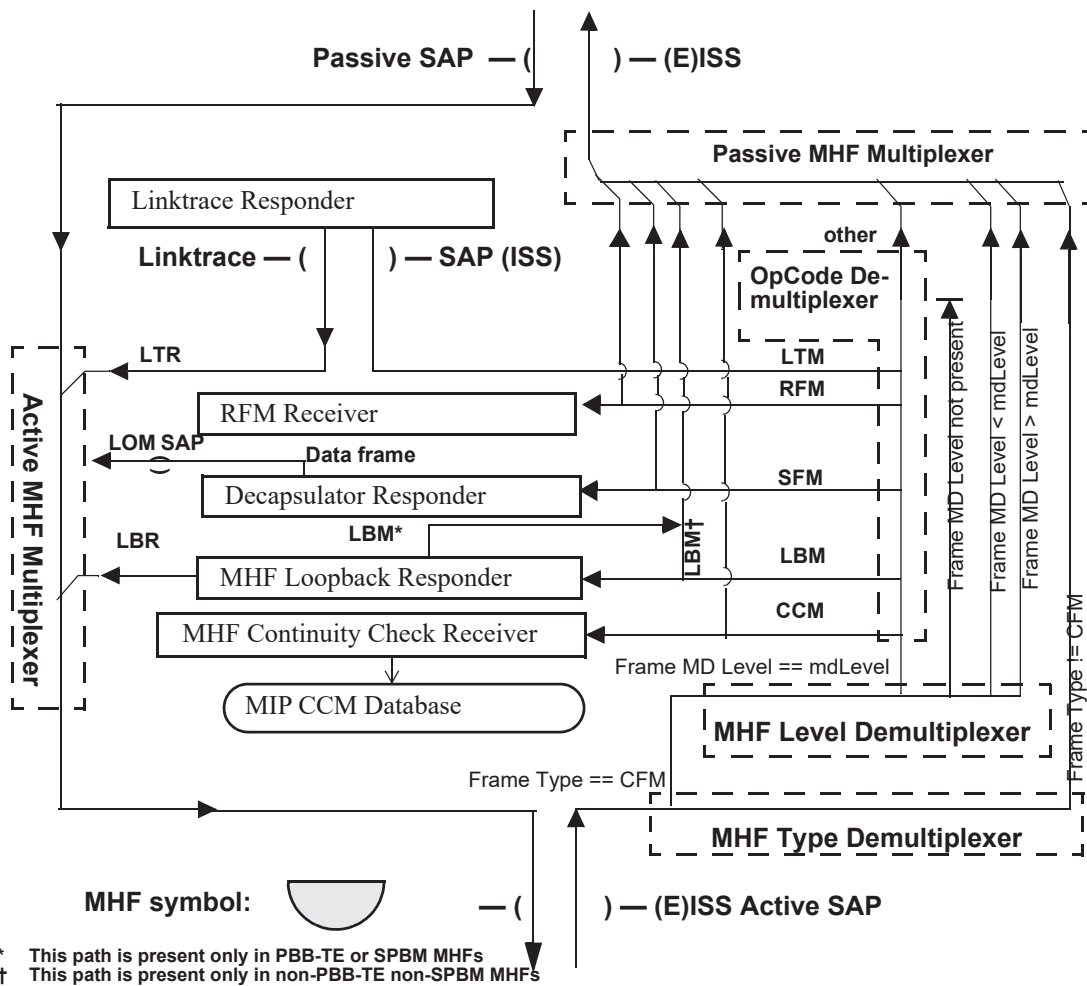 Passive SAP — ( ) — (E)ISS
Passive MHF Multiplexer
Linktrace Responder
other
Linktrace — ( ) — SAP (ISS)
OpCode De-
multiplexer
LTR
LTM
RFM
RFM Receiver
Active MHF Multiplexer
LOM SAP
( )
Data frame
Decapsulator Responder
SFM
LBM*
LBM†
LBR
LBM
MHF Loopback Responder
CCM
MHF Continuity Check Receiver
Frame MD Level not present
Frame MD Level < mdLevel
Frame MD Level > mdLevel
Frame Type != CFM
Frame MD Level == mdLevel
MIP CCM Database
MHF Level Demultiplexer
Frame Type == CFM
MHF Type Demultiplexer
MHF symbol:
— ( ) — (E)ISS Active SAP
* This path is present only in PBB-TE or SPBM MHFs
† This path is present only in non-PBB-TE non-SPBM MHFs